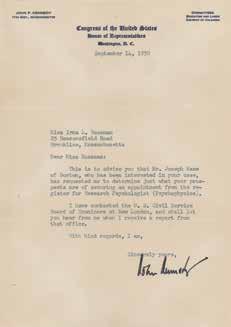 JOHN F. KENNEDY
11TH DIST. MASSACHUSETTS
COMMITTEES:
EDUCATION AND LABOR
DISTRICT OF COLUMBIA
Congress of the United States
House of Representatives
Washington, D. C.
September 14, 1950
Miss Irma L.
25 Beaconsfield Road
Brookline, Massachusetts
Dear Miss
This is to advise you that Mr. Joseph
of Boston, who has been interested in your case,
has requested me to determine just what your pros-
pects are of securing an appointment from the re-
gister for Research Psychologist (Psychophysics).
I have contacted the U. S. Civil Service
Board of Examiners at New London, and shall let
you hear from me when I receive a report from
that office.
With kind regards, I am,
Sincerely yours,
John Kennedy